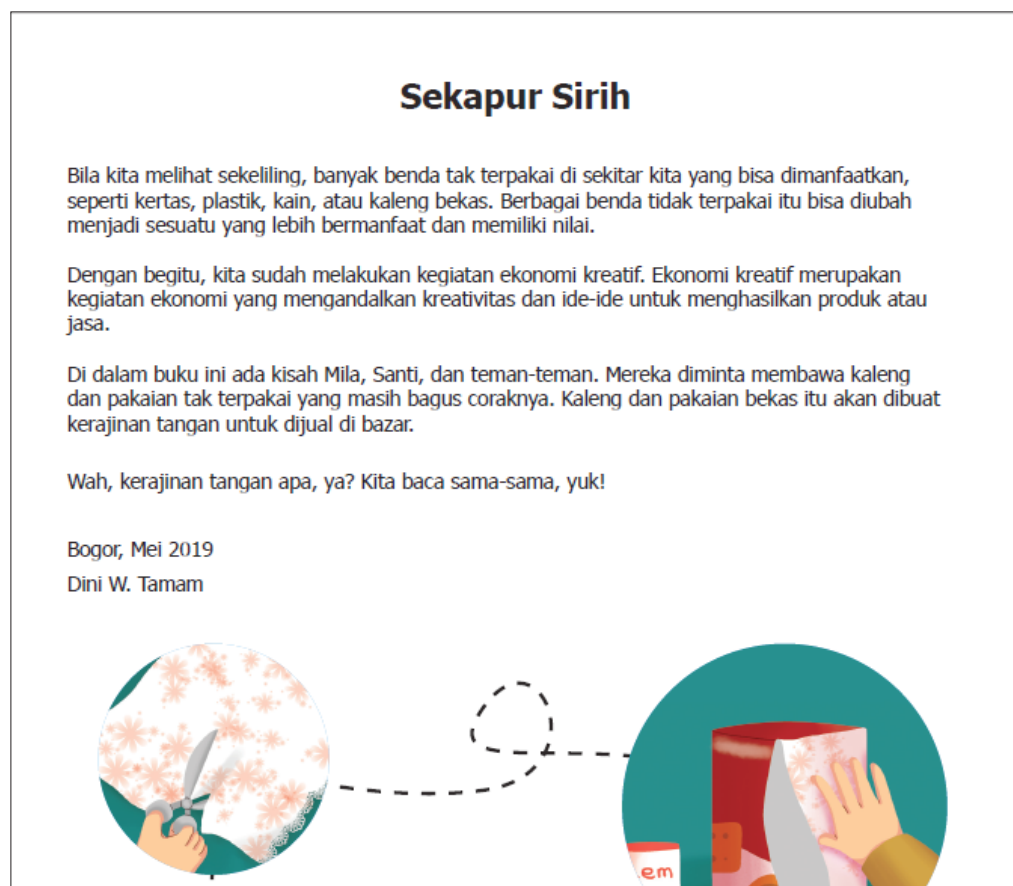 Sekapur Sirih
Bila kita melihat sekeliling, banyak benda tak terpakai di sekitar kita yang bisa dimanfaatkan,
seperti kertas, plastik, kain, atau kaleng bekas. Berbagai benda tidak terpakai itu bisa diubah
menjadi sesuatu yang lebih bermanfaat dan memiliki nilai.
Dengan begitu, kita sudah melakukan kegiatan ekonomi kreatif. Ekonomi kreatif merupakan
kegiatan ekonomi yang mengandalkan kreativitas dan ide-ide untuk menghasilkan produk atau
jasa.
Di dalam buku ini ada kisah Mila, Santi, dan teman-teman. Mereka diminta membawa kaleng
dan pakaian tak terpakai yang masih bagus coraknya. Kaleng dan pakaian bekas itu akan dibuat
kerajinan tangan untuk dijual di bazar.
Wah, kerajinan tangan apa, ya? Kita baca sama-sama, yuk!
Bogor, Mei 2019
Dini W. Tamam
em